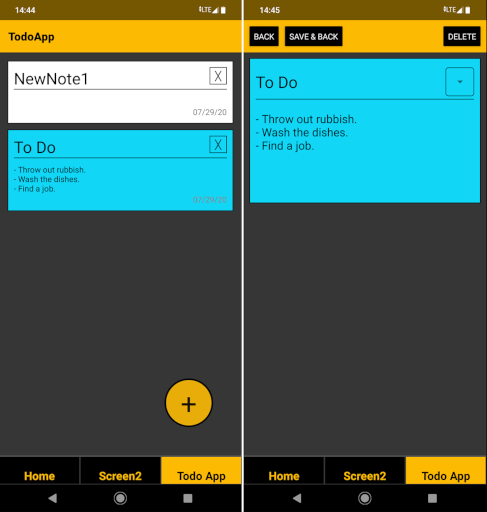 14:44
LTE
TodoApp
NewNote1
X
07/29/20
To Do
X
- Throw out rubbish.
- Wash the dishes.
- Find a job.
07/29/20
+
Home
Screen2
Todo App
14:45
LTE
BACK
SAVE & BACK
DELETE
To Do
- Throw out rubbish.
- Wash the dishes.
- Find a job.
Home
Screen2
Todo App